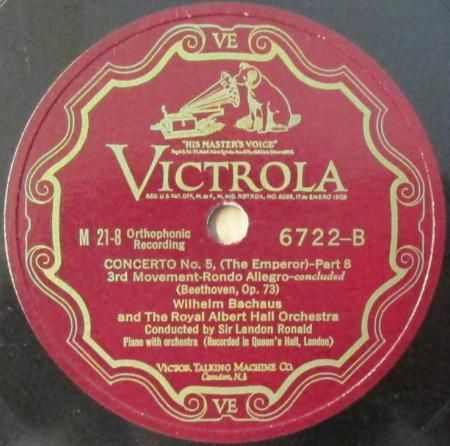 VE
"HIS MASTER'S VOICE"
VICTROLA
M 21-8 Orthophonic Recording 6722-B
CONCERTO No. 5, (The Emperor)-Part 8
3rd Movement-Rondo Allegro-concluded
(Beethoven, Op. 73)
Wilhelm Bachaus
and The Royal Albert Hall Orchestra
Conducted by Sir Landon Ronald
Piano with orchestra (Recorded in Queen's Hall, London)
VICTOR TALKING MACHINE CO.
Camden, N.J.
VE